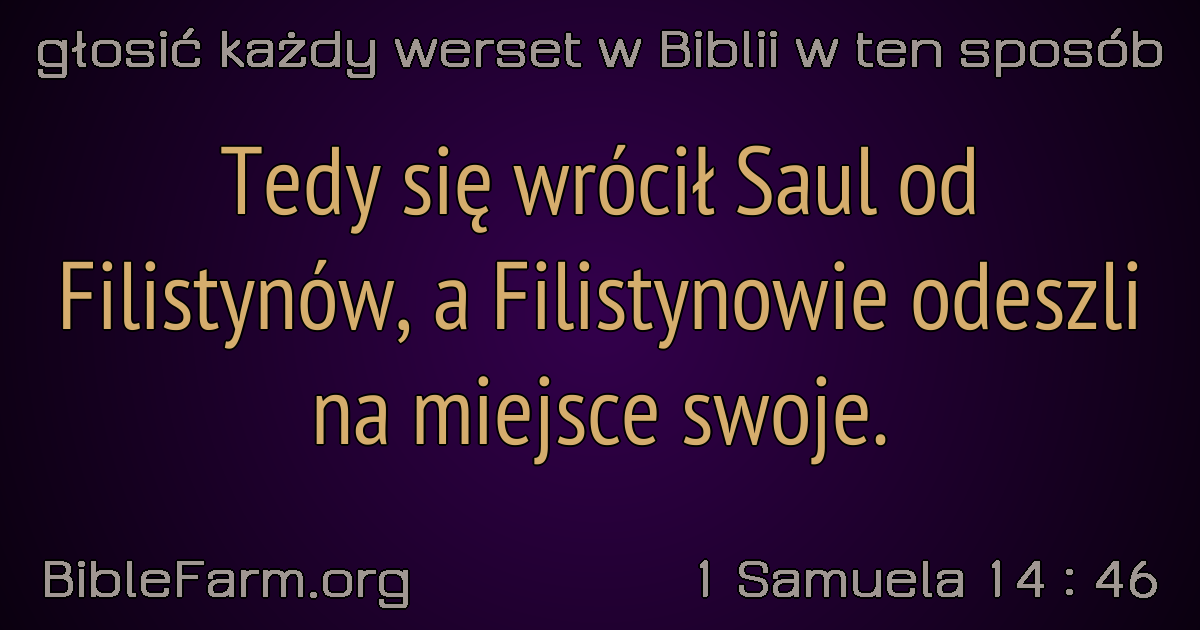 głosić każdy werset w Biblii w ten sposób
Tedy się wrócił Saul od
Filistynów, a Filistynowie odeszli
na miejsce swoje.
BibleFarm.org
1 Samuela 14 : 46